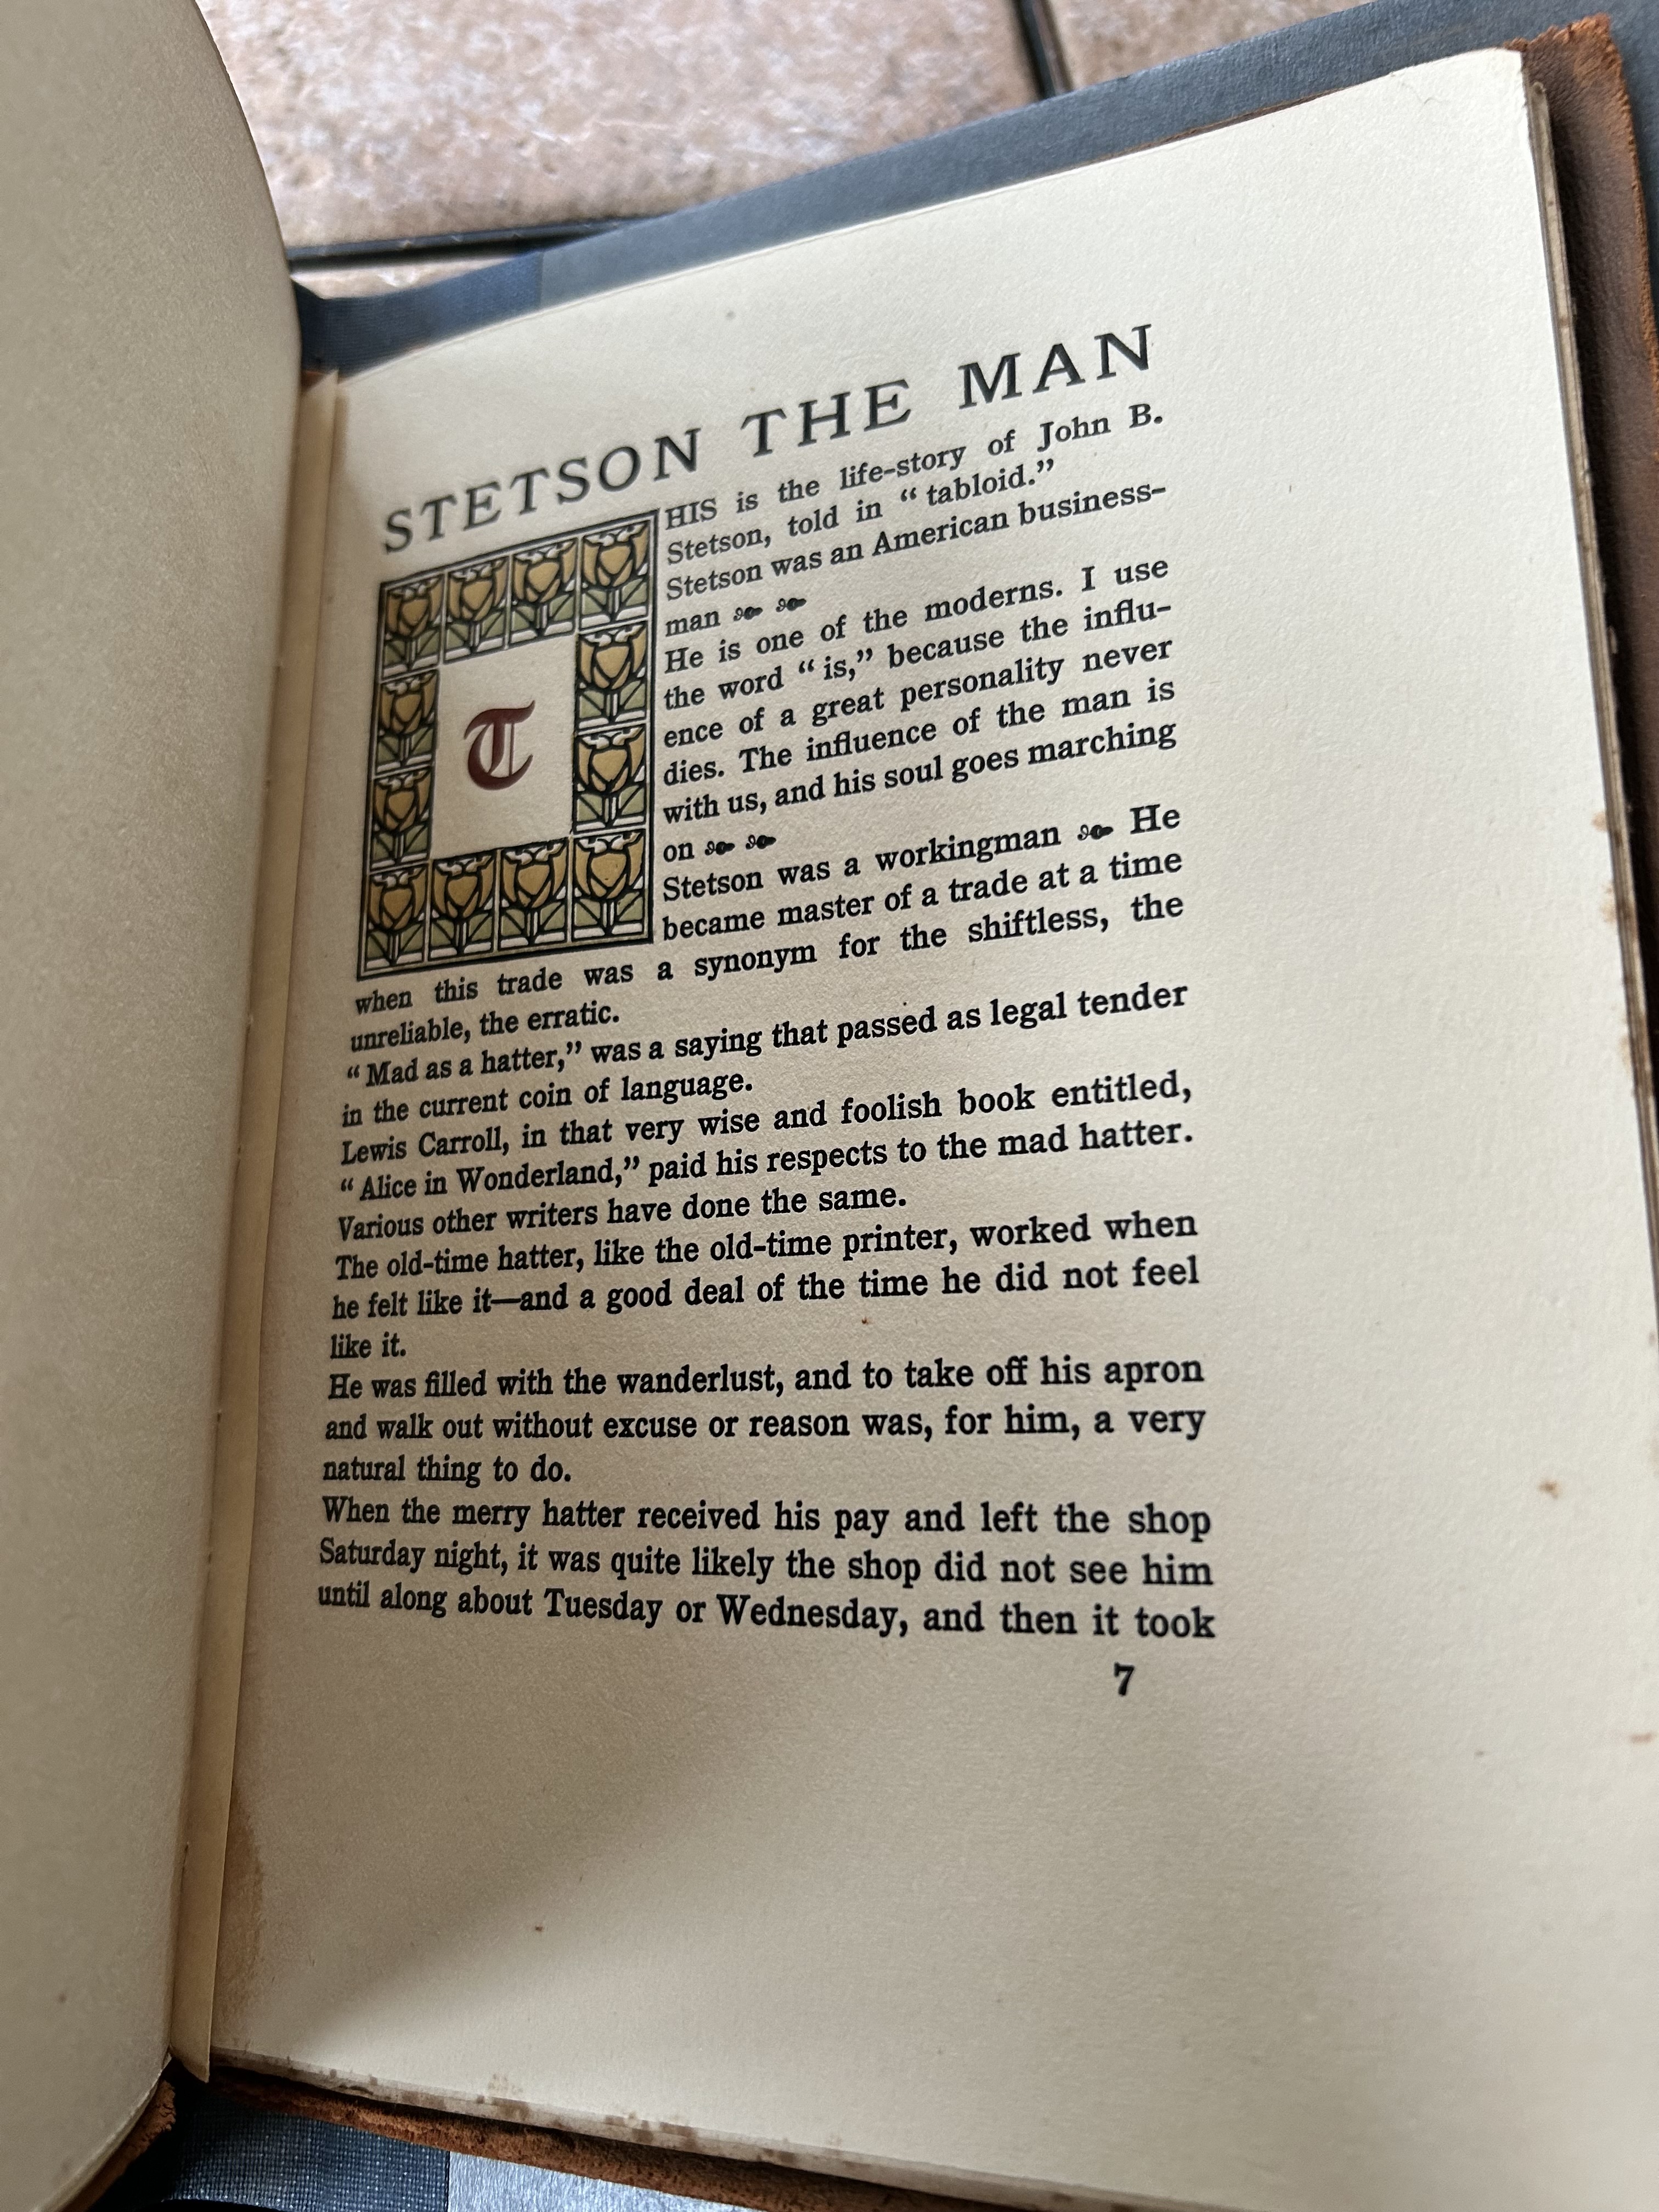 STETSON THE MAN
THIS is the life-story of John B.
Stetson, told in “ tabloid.”
Stetson was an American business-
man
He is one of the moderns. I use
the word “ is,” because the influ-
ence of a great personality never
dies. The influence of the man is
with us, and his soul goes marching
on
Stetson was a workingman He
became master of a trade at a time
when this trade was a synonym for the shiftless, the
unreliable, the erratic.
“ Mad as a hatter,” was a saying that passed as legal tender
in the current coin of language.
Lewis Carroll, in that very wise and foolish book entitled,
“ Alice in Wonderland,” paid his respects to the mad hatter.
Various other writers have done the same.
The old-time hatter, like the old-time printer, worked when
he felt like it—and a good deal of the time he did not feel
like it.
He was filled with the wanderlust, and to take off his apron
and walk out without excuse or reason was, for him, a very
natural thing to do.
When the merry hatter received his pay and left the shop
Saturday night, it was quite likely the shop did not see him
until along about Tuesday or Wednesday, and then it took
7